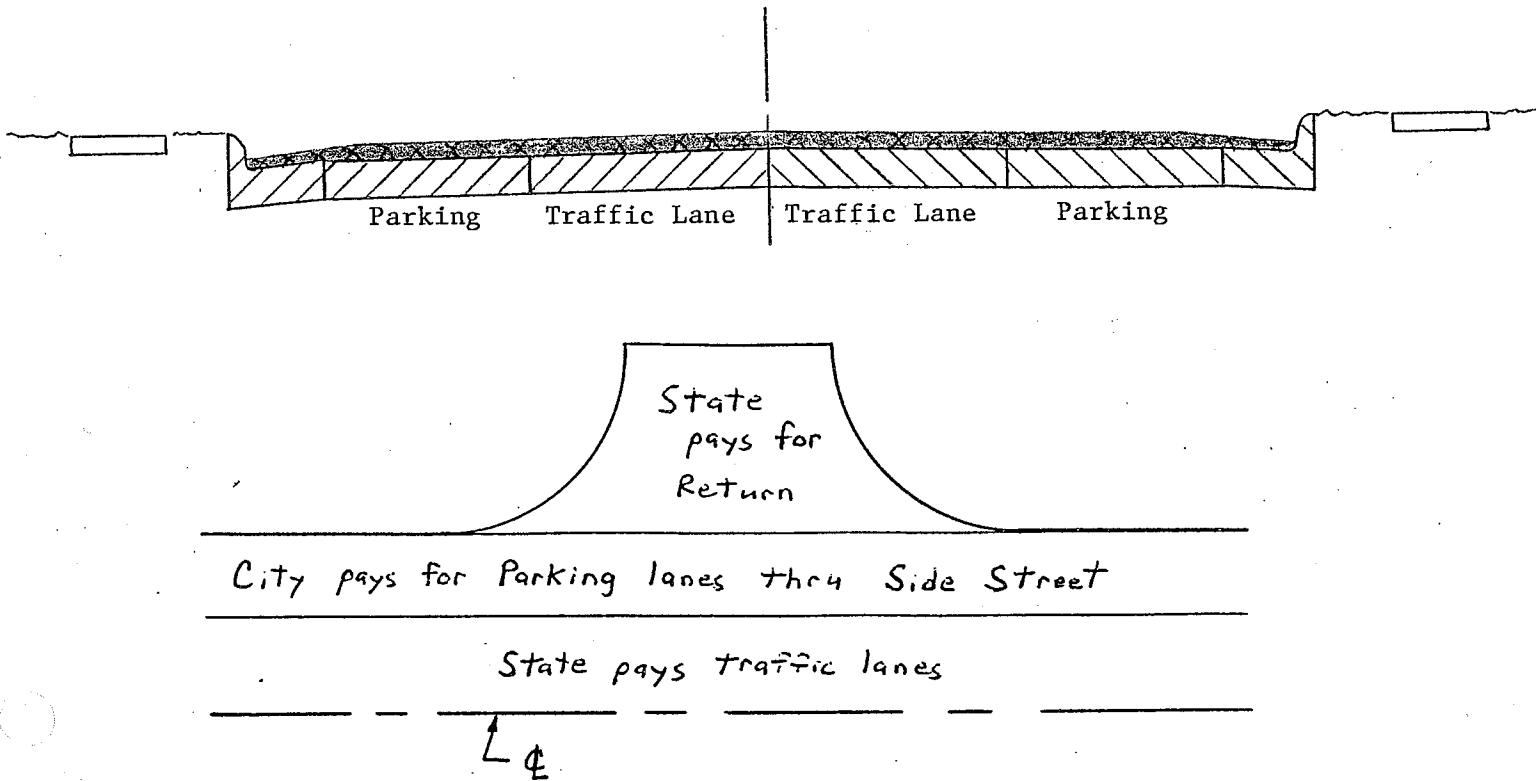 Parking Traffic Lane Traffic Lane Parking
State
pays for
Return
City pays for Parking lanes thru Side Street
State pays traffic lanes
℄